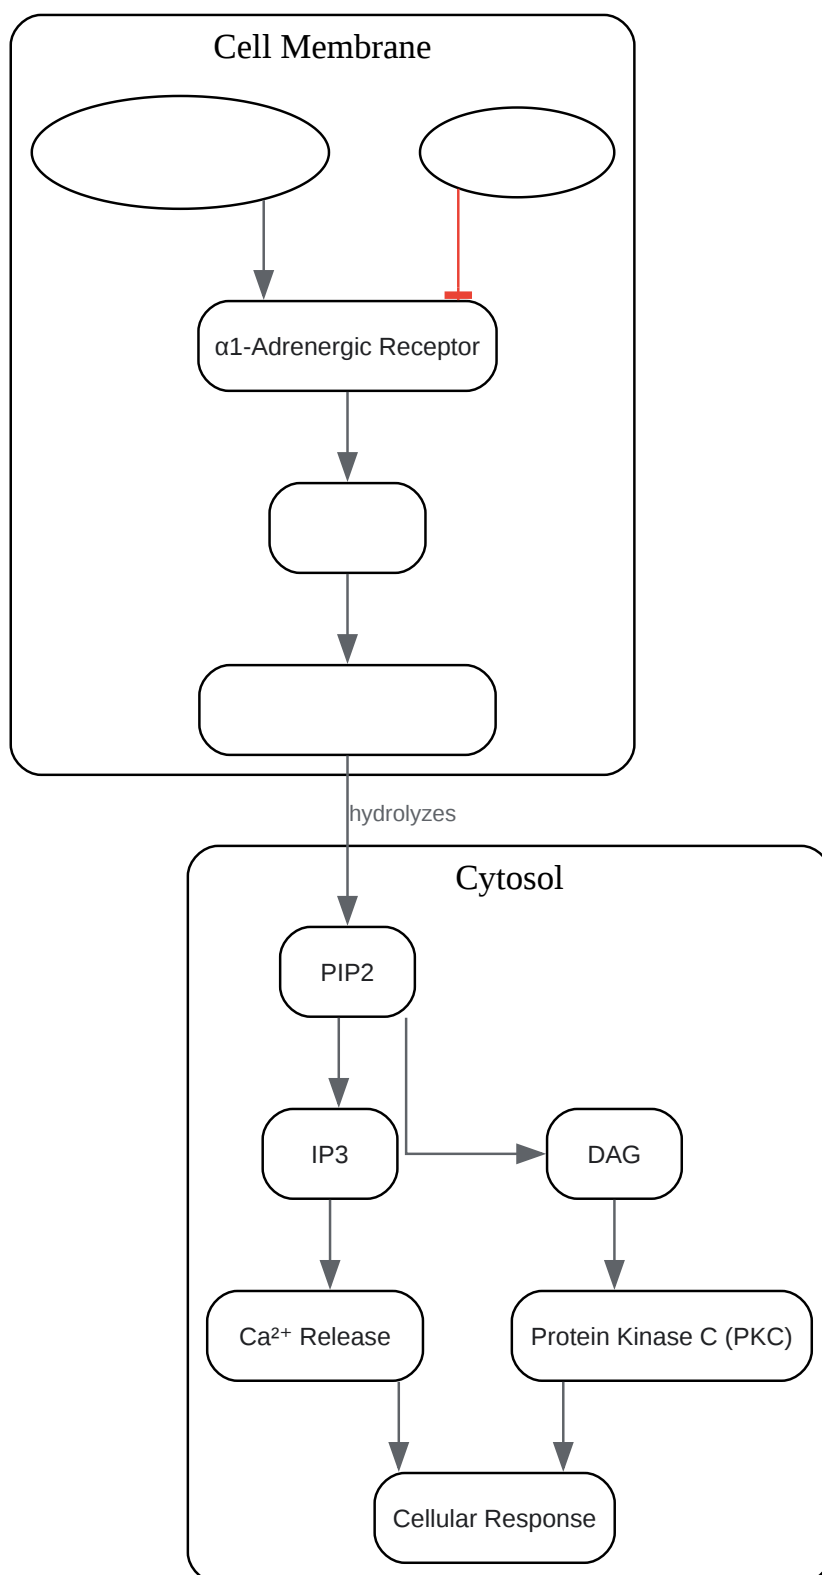 Cell Membrane
α1-Adrenergic Receptor
hydrolyzes
Cytosol
PIP2
IP3
DAG
Ca²⁺ Release
Protein Kinase C (PKC)
Cellular Response